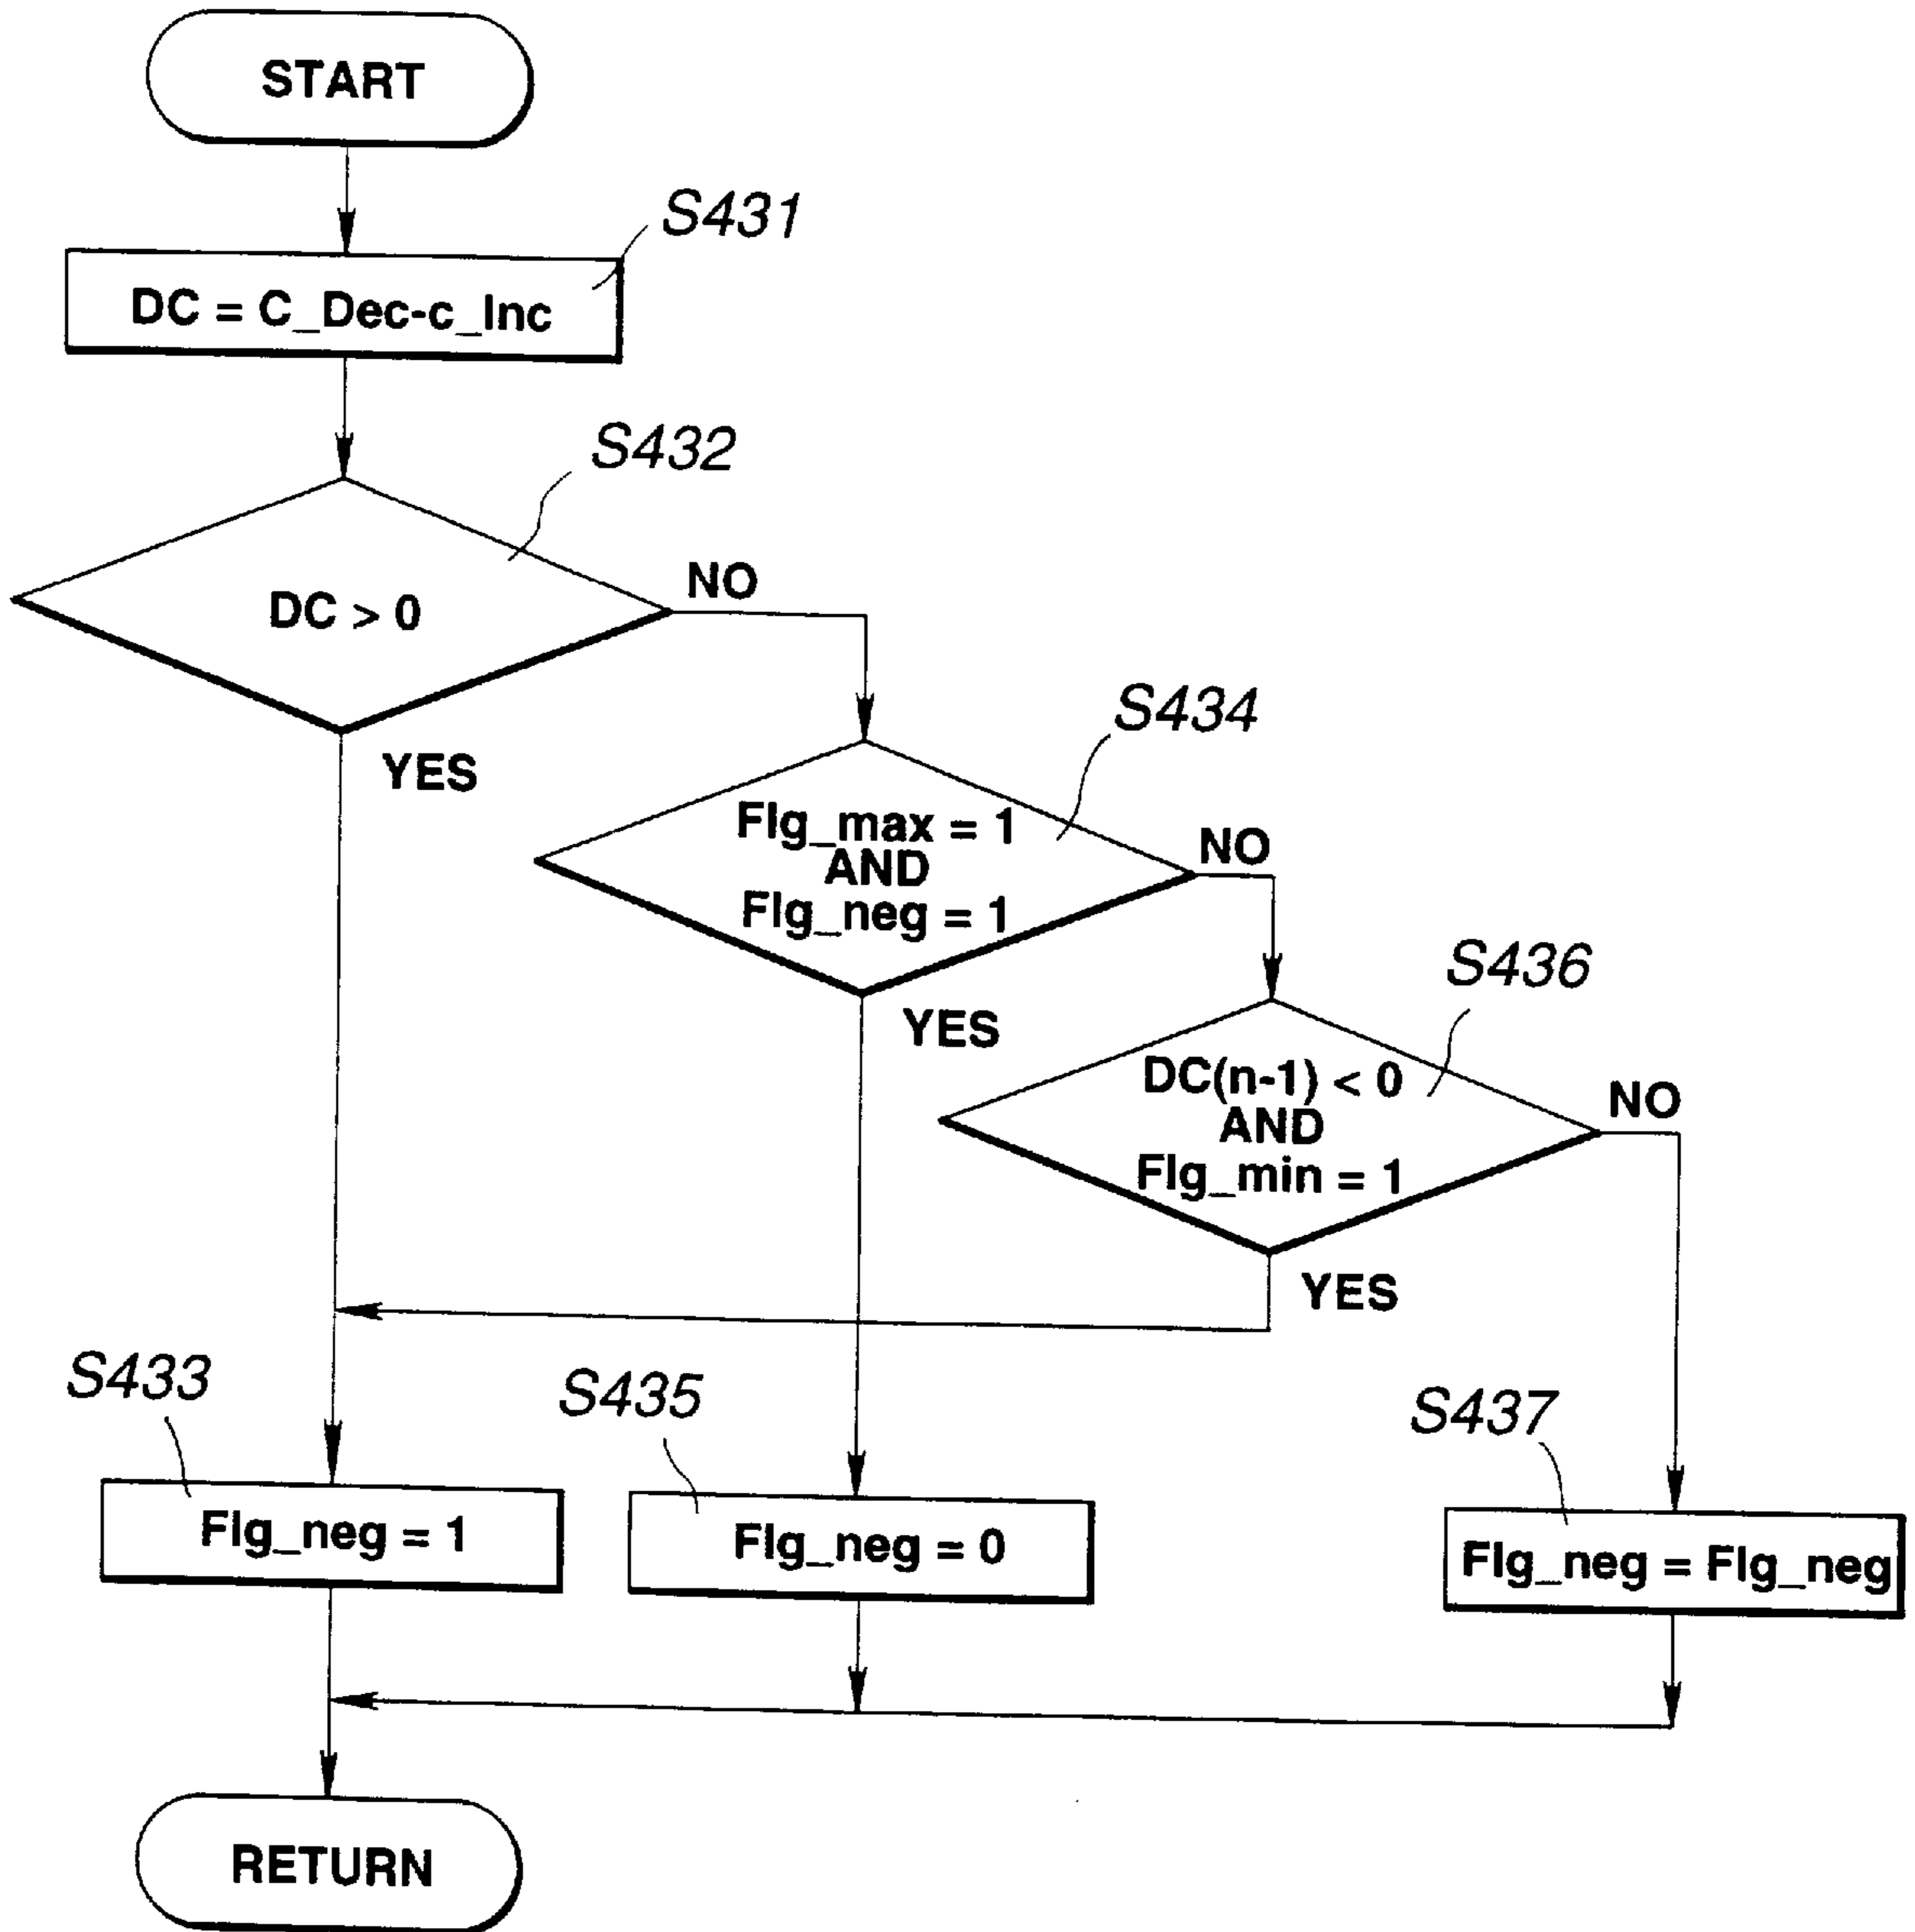 START
S431
DC = C_Dec-c_Inc
S432
DC > 0
NO
YES
S434
Flg_max = 1
AND
Flg_neg = 1
NO
YES
S436
DC(n-1) < 0
AND
Flg_min = 1
NO
YES
S433
Flg_neg = 1
S435
Flg_neg = 0
S437
Flg_neg = Flg_neg
RETURN